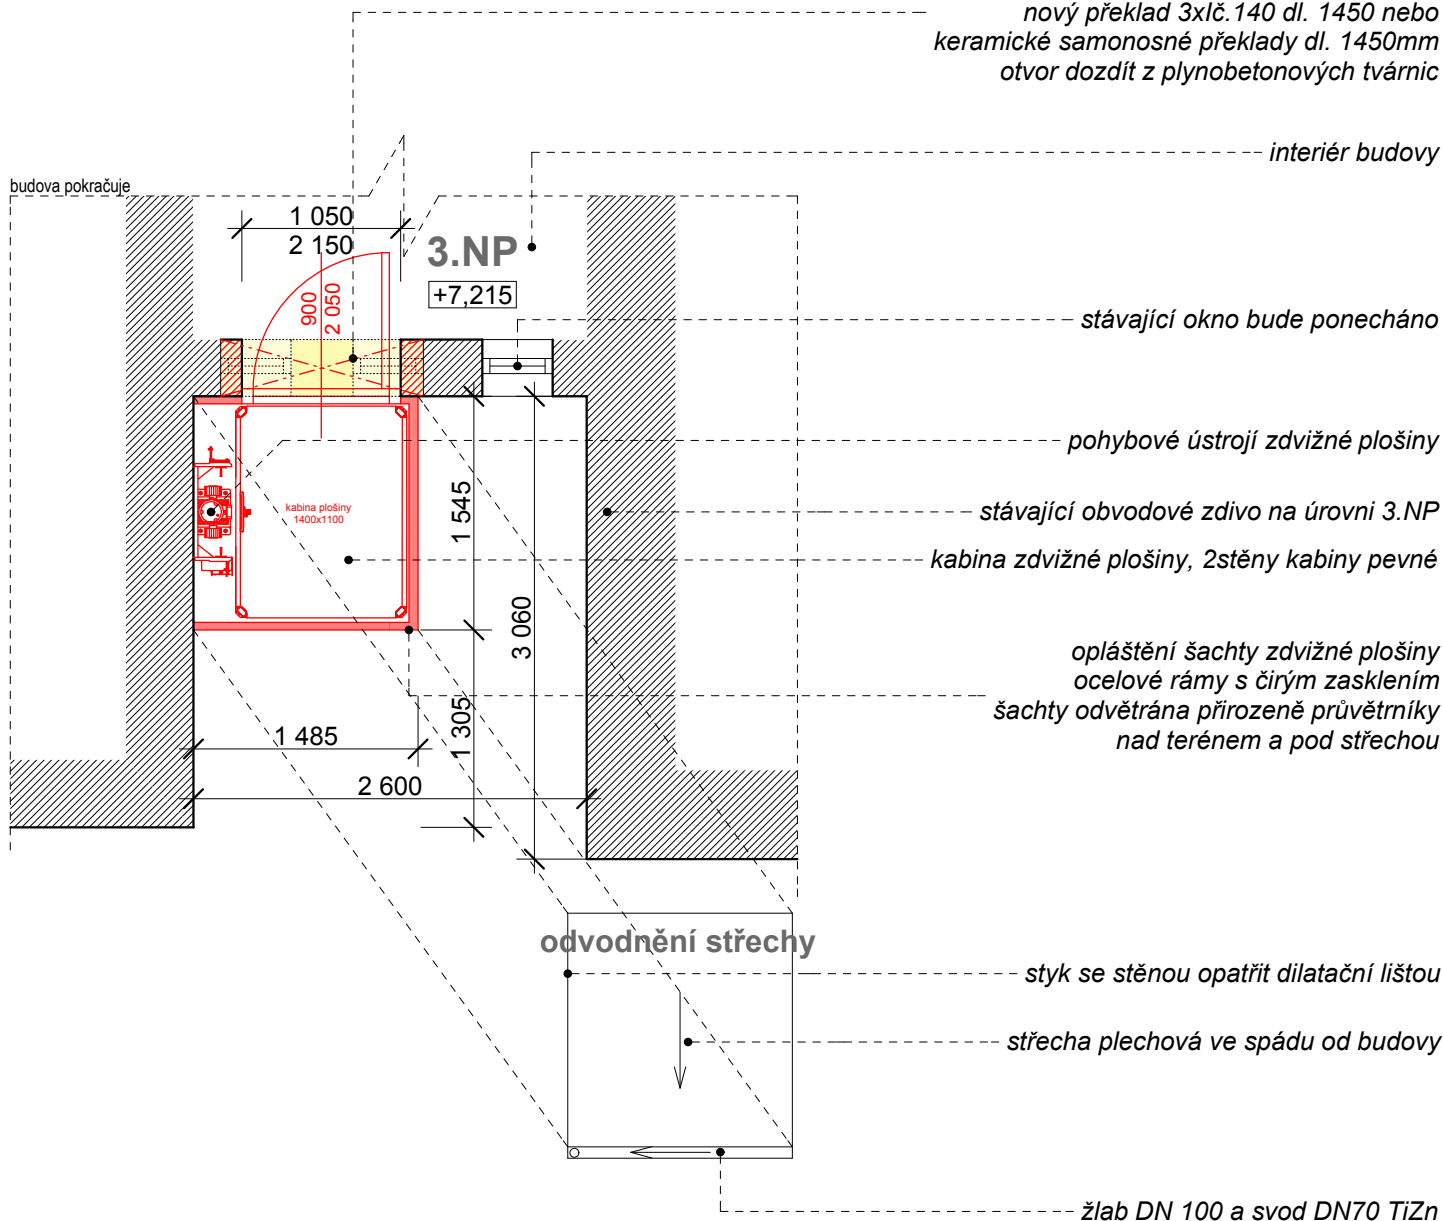 nový překlad 3xIč.140 dl. 1450 nebo
keramické samonosné překlady dl. 1450mm
otvor dozdít z plynobetonových tvárnic
interiér budovy
budova pokračuje
1 050
2 150
3.NP
+7,215
900
2 050
stávající okno bude ponecháno
pohybové ústrojí zdvižné plošiny
kabina plošiny
1400x1100
stávající obvodové zdivo na úrovni 3.NP
kabina zdvižné plošiny, 2stěny kabiny pevné
1 545
3 060
opláštění šachty zdvižné plošiny
ocelové rámy s čirým zasklením
šachty odvětrána přirozeně průvětrníky
nad terénem a pod střechou
1 305
1 485
2 600
odvodnění střechy
styk se stěnou opatřit dilatační lištou
střecha plechová ve spádu od budovy
žlab DN 100 a svod DN70 TiZn